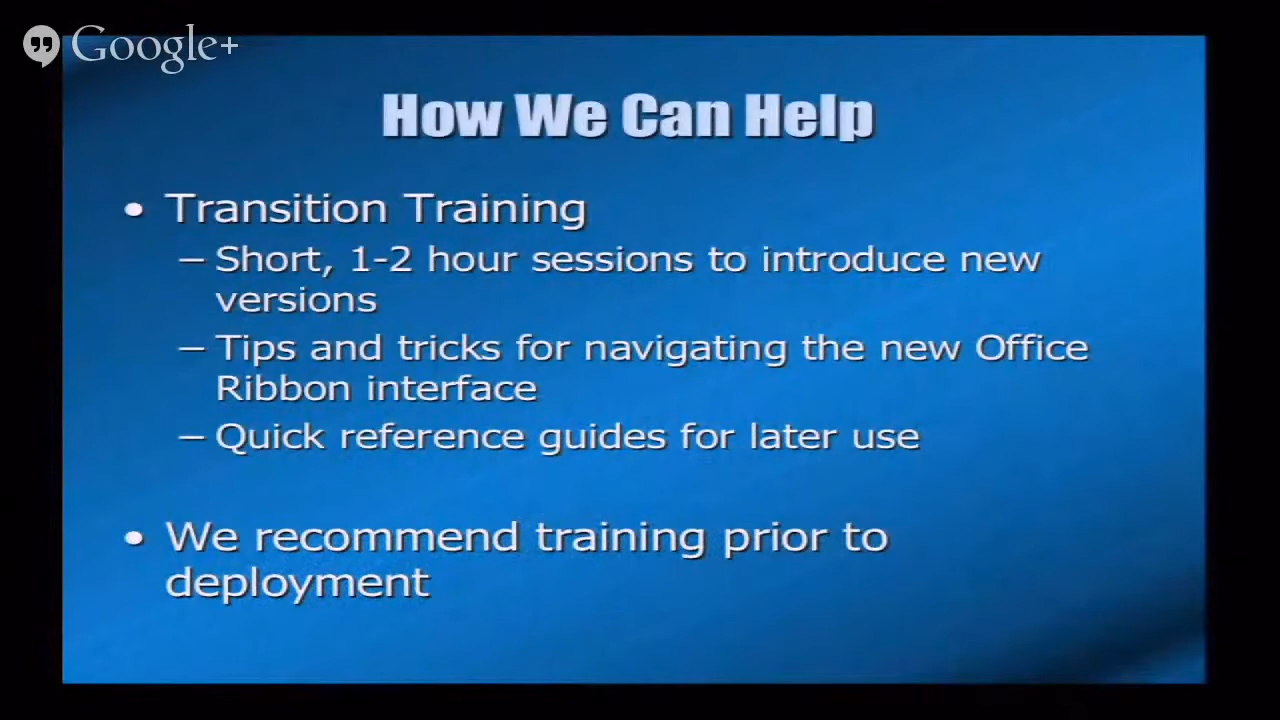 Google+
How We Can Help
• Transition Training
– Short, 1-2 hour sessions to introduce new
versions
– Tips and tricks for navigating the new Office
Ribbon interface
– Quick reference guides for later use
• We recommend training prior to
deployment